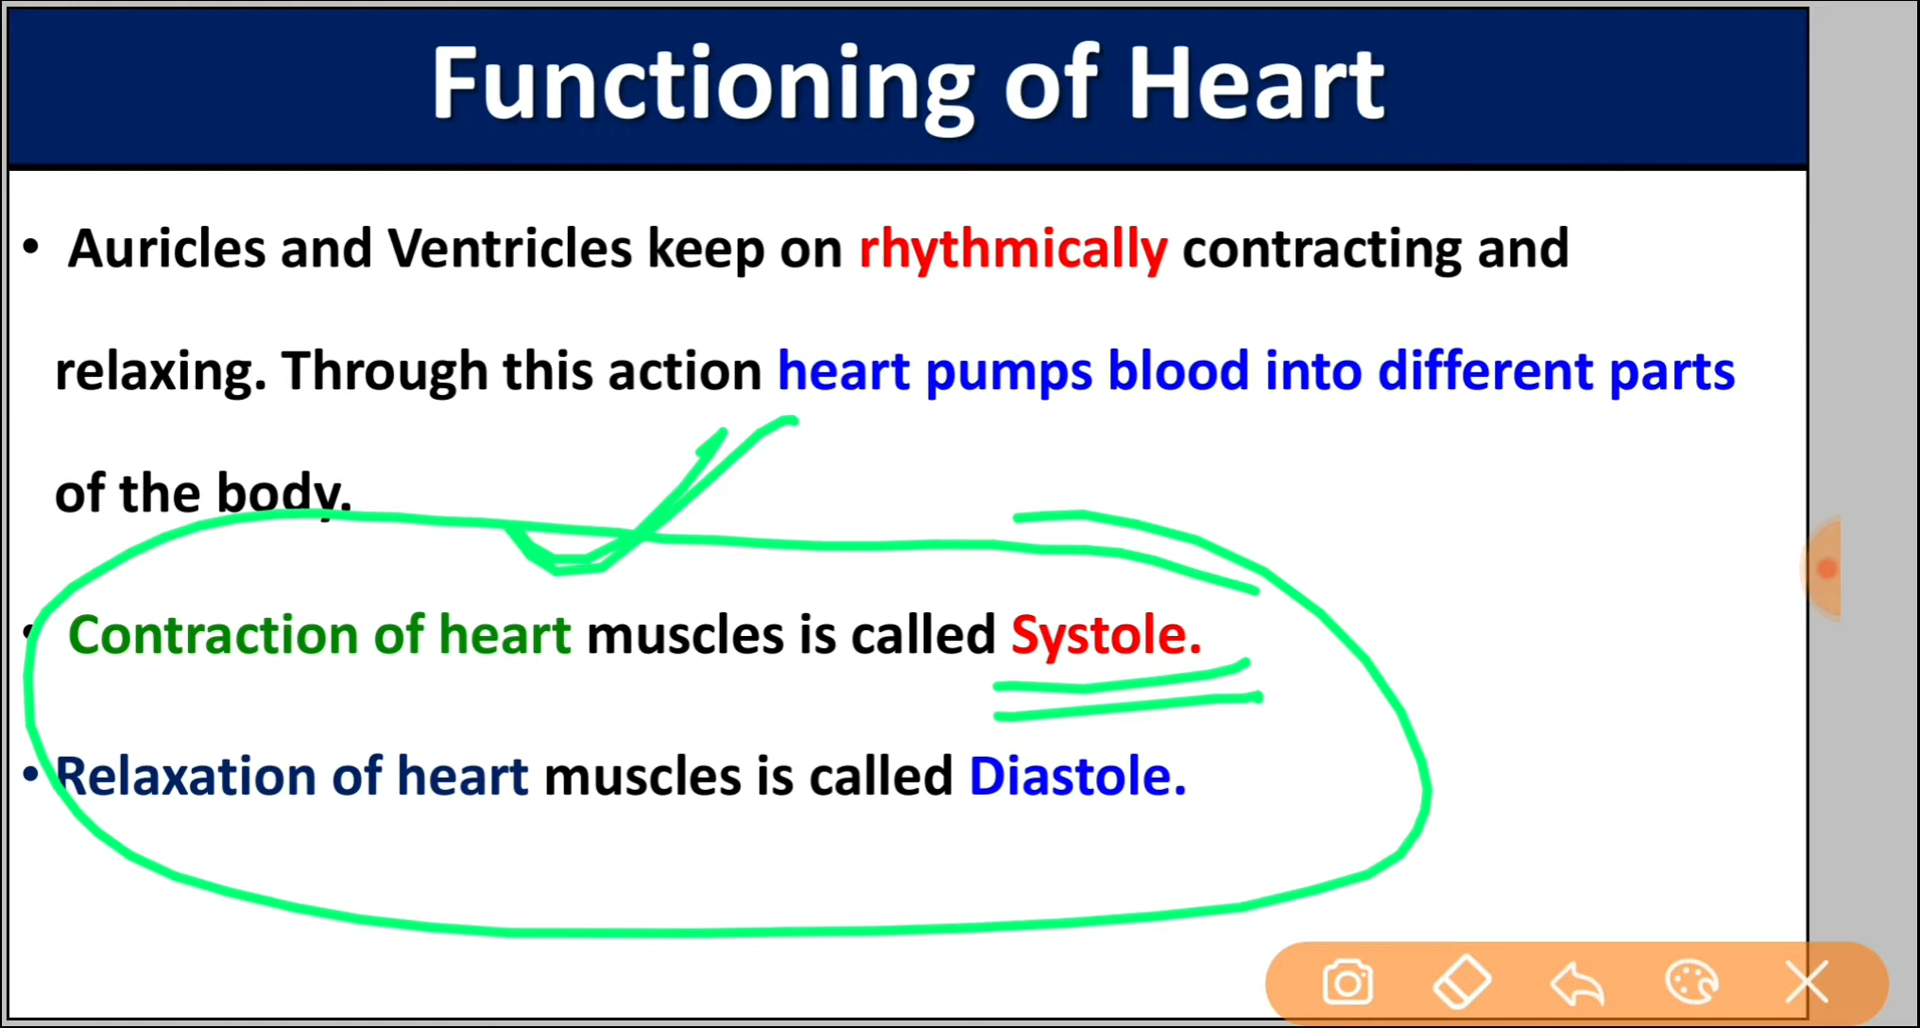 Functioning of Heart
• Auricles and Ventricles keep on rhythmically contracting and
relaxing. Through this action heart pumps blood into different parts
of the body.
• Contraction of heart muscles is called Systole.
• Relaxation of heart muscles is called Diastole.